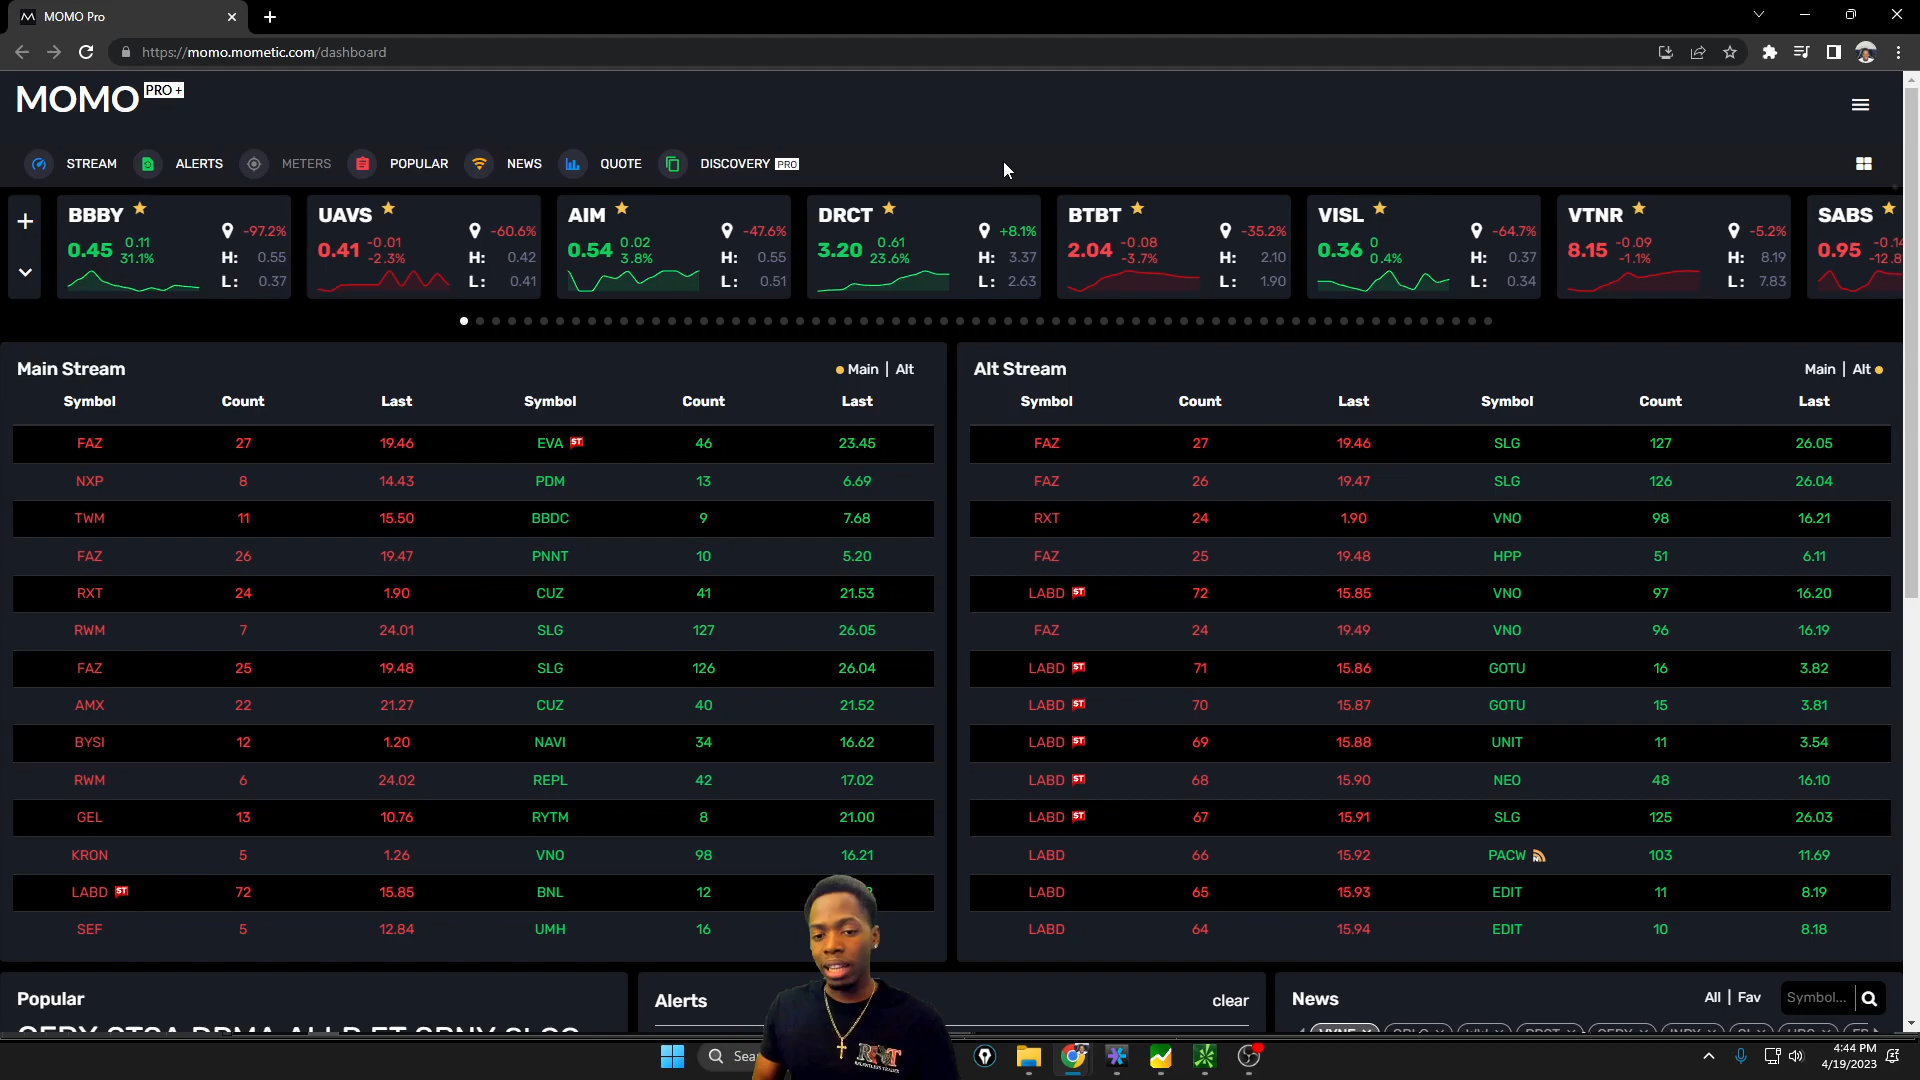 MOMO Pro
https://momo.mometic.com/dashboard
MOMO PRO +
STREAM ALERTS METERS POPULAR NEWS QUOTE DISCOVERY PRO
BBBY 0.45 0.11 31.1% -97.2% H: 0.55 L: 0.37
UAVS 0.41 -0.01 -2.3% -60.6% H: 0.42 L: 0.41
AIM 0.54 0.02 3.8% -47.6% H: 0.55 L: 0.51
DRCT 3.20 0.61 23.6% +8.1% H: 3.37 L: 2.63
BTBT 2.04 -0.08 -3.7% -35.2% H: 2.10 L: 1.90
VISL 0.36 0 0.4% -64.7% H: 0.37 L: 0.34
VTNR 8.15 -0.09 -1.1% -5.2% H: 8.19 L: 7.83
SABS 0.95 -0.14 -12.8
Main Stream Main | Alt
Symbol Count Last Symbol Count Last
FAZ 27 19.46 EVA ST 46 23.45
NXP 8 14.43 PDM 13 6.69
TWM 11 15.50 BBDC 9 7.68
FAZ 26 19.47 PNNT 10 5.20
RXT 24 1.90 CUZ 41 21.53
RWM 7 24.01 SLG 127 26.05
FAZ 25 19.48 SLG 126 26.04
AMX 22 21.27 CUZ 40 21.52
BYSI 12 1.20 NAVI 34 16.62
RWM 6 24.02 REPL 42 17.02
GEL 13 10.76 RYTM 8 21.00
KRON 5 1.26 VNO 98 16.21
LABD ST 72 15.85 BNL 12
SEF 5 12.84 UMH 16
Alt Stream Main | Alt
Symbol Count Last Symbol Count Last
FAZ 27 19.46 SLG 127 26.05
FAZ 26 19.47 SLG 126 26.04
RXT 24 1.90 VNO 98 16.21
FAZ 25 19.48 HPP 51 6.11
LABD ST 72 15.85 VNO 97 16.20
FAZ 24 19.49 VNO 96 16.19
LABD ST 71 15.86 GOTU 16 3.82
LABD ST 70 15.87 GOTU 15 3.81
LABD ST 69 15.88 UNIT 11 3.54
LABD ST 68 15.90 NEO 48 16.10
LABD ST 67 15.91 SLG 125 26.03
LABD 66 15.92 PACW 103 11.69
LABD 65 15.93 EDIT 11 8.19
LABD 64 15.94 EDIT 10 8.18
Popular
Alerts clear
News All | Fav Symbol...
RET
RELENTLESS TRADER
Sea
4:44 PM
4/19/2023